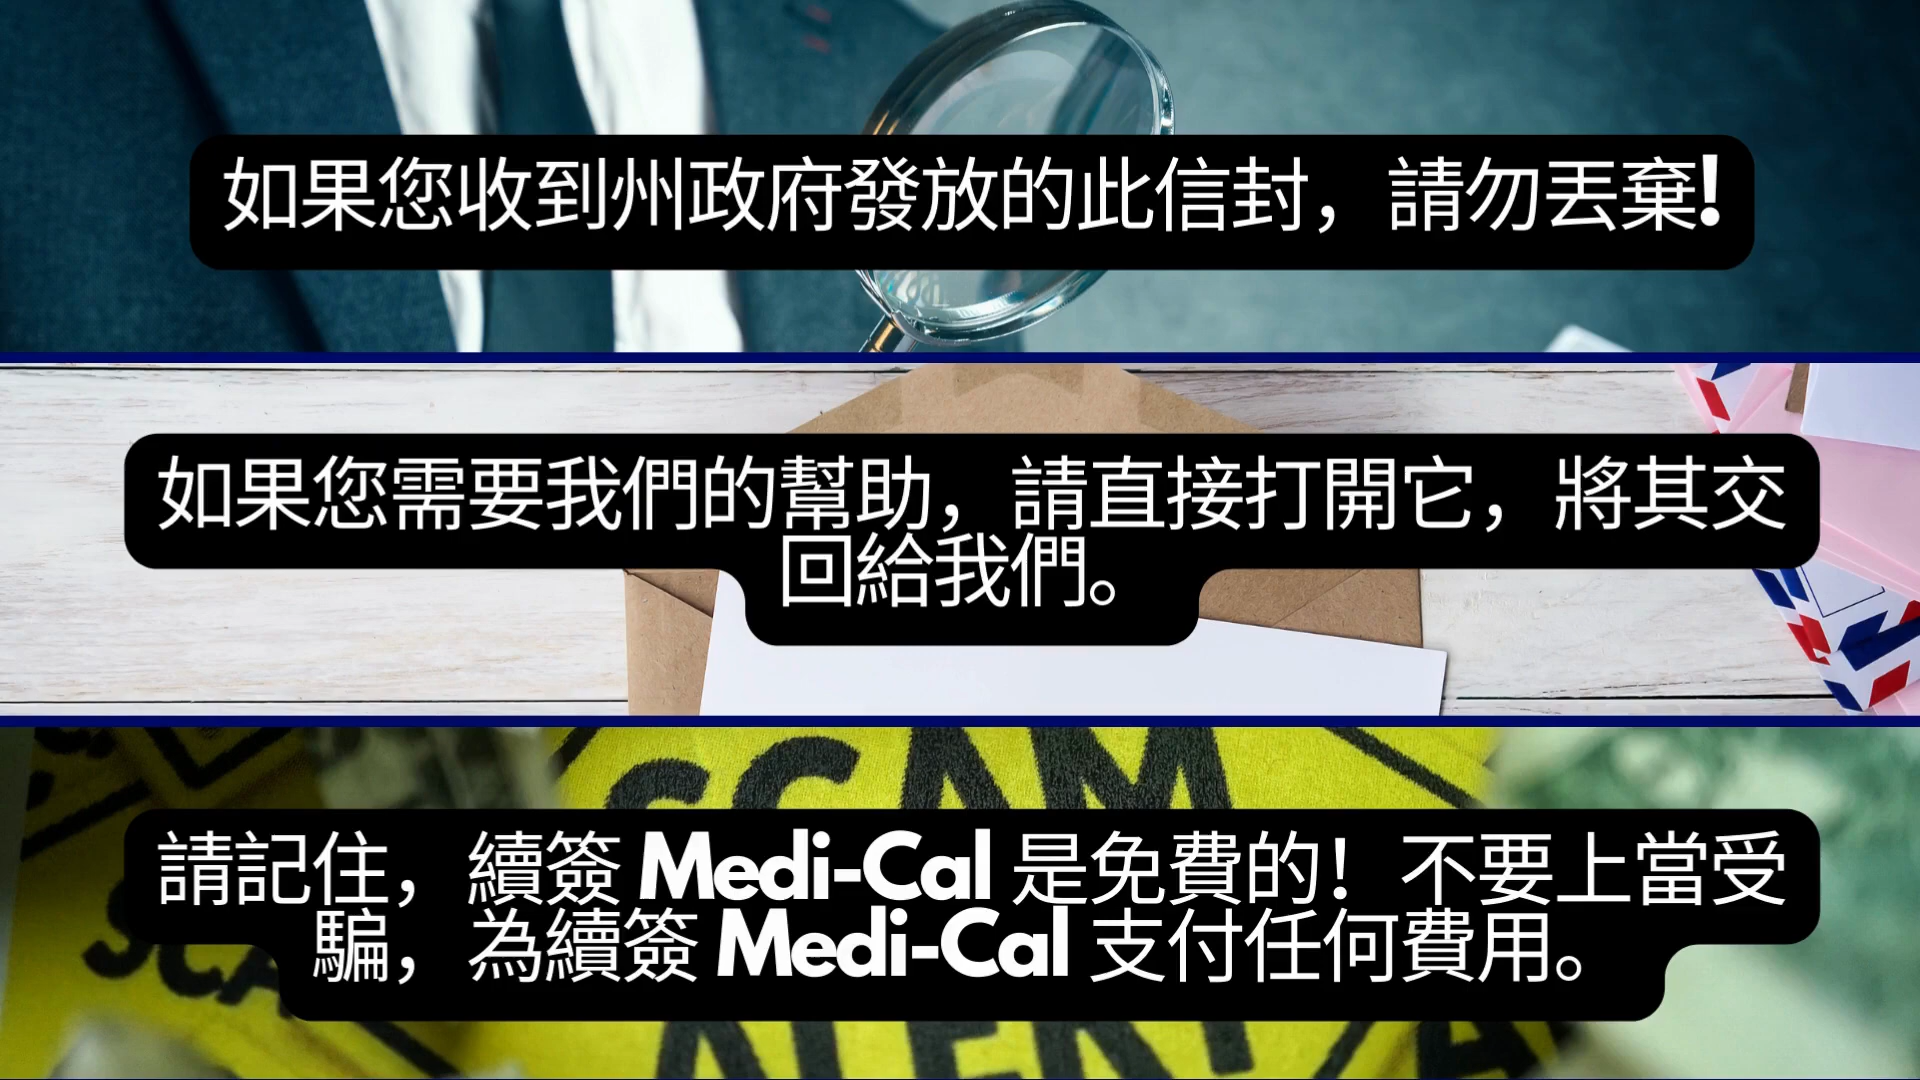 如果您收到州政府發放的此信封，請勿丟棄!
如果您需要我們的幫助，請直接打開它，將其交
回給我們。
SCAM
請記住，續簽 Medi-Cal 是免費的！不要上當受
騙，為續簽 Medi-Cal 支付任何費用。
SCA
ALERT